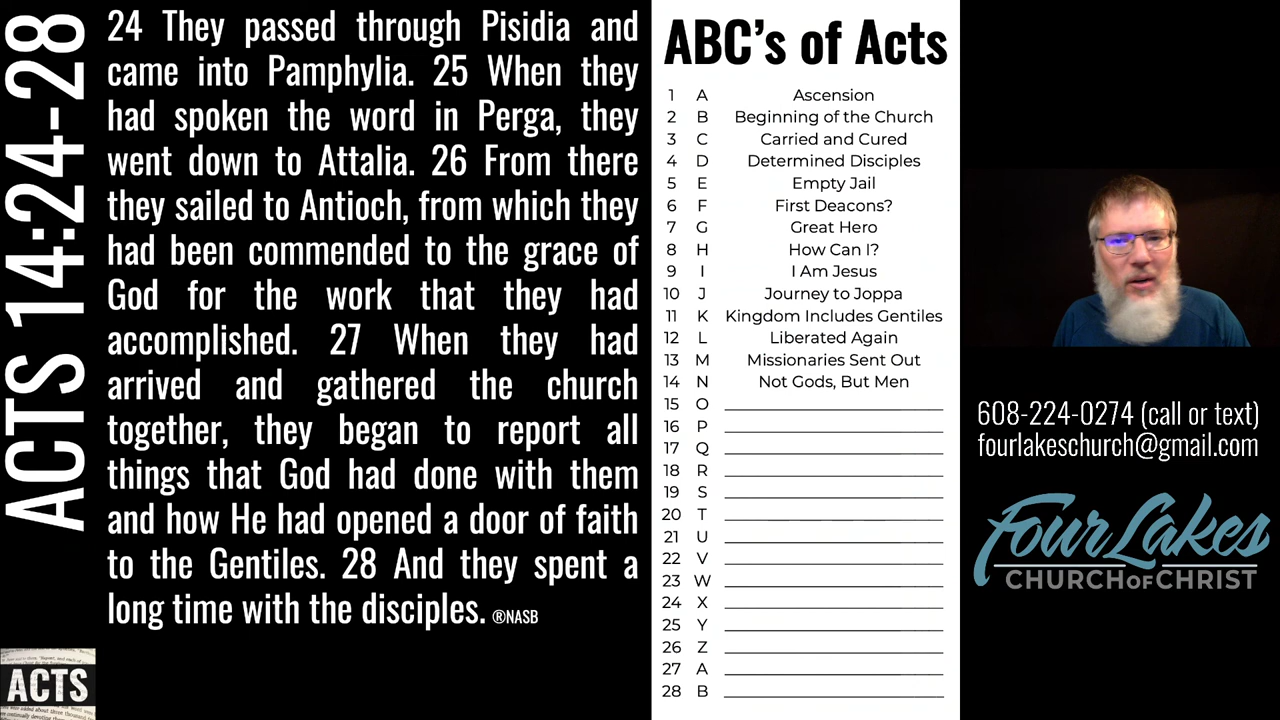 ACTS 14:24-28
24 They passed through Pisidia and
came into Pamphylia. 25 When they
had spoken the word in Perga, they
went down to Attalia. 26 From there
they sailed to Antioch, from which they
had been commended to the grace of
God for the work that they had
accomplished. 27 When they had
arrived and gathered the church
together, they began to report all
things that God had done with them
and how He had opened a door of faith
to the Gentiles. 28 And they spent a
long time with the disciples. ®NASB
ACTS
ABC's of Acts
1 A Ascension
2 B Beginning of the Church
3 C Carried and Cured
4 D Determined Disciples
5 E Empty Jail
6 F First Deacons?
7 G Great Hero
8 H How Can I?
9 I I Am Jesus
10 J Journey to Joppa
11 K Kingdom Includes Gentiles
12 L Liberated Again
13 M Missionaries Sent Out
14 N Not Gods, But Men
15 O
16 P
17 Q
18 R
19 S
20 T
21 U
22 V
23 W
24 X
25 Y
26 Z
27 A
28 B
608-224-0274 (call or text)
fourlakeschurch@gmail.com
Four Lakes
CHURCH OF CHRIST